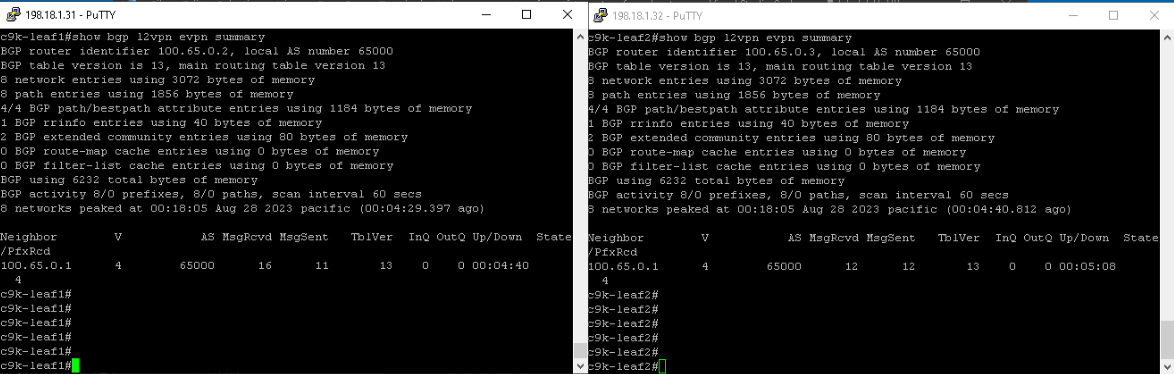 198.18.1.31 - PuTTY
c9k-leaf1#show bgp l2vpn evpn summary
BGP router identifier 100.65.0.2, local AS number 65000
BGP table version is 13, main routing table version 13
8 network entries using 3072 bytes of memory
8 path entries using 1856 bytes of memory
4/4 BGP path/bestpath attribute entries using 1184 bytes of memory
1 BGP rrinfo entries using 40 bytes of memory
2 BGP extended community entries using 80 bytes of memory
0 BGP route-map cache entries using 0 bytes of memory
0 BGP filter-list cache entries using 0 bytes of memory
BGP using 6232 total bytes of memory
BGP activity 8/0 prefixes, 8/0 paths, scan interval 60 secs
8 networks peaked at 00:18:05 Aug 28 2023 pacific (00:04:29.397 ago)
Neighbor        V           AS MsgRcvd MsgSent   TblVer  InQ OutQ Up/Down  State
/PfxRcd
100.65.0.1      4        65000      16      11       13    0    0 00:04:40
  4
c9k-leaf1#
c9k-leaf1#
c9k-leaf1#
c9k-leaf1#
c9k-leaf1#
c9k-leaf1#
198.18.1.32 - PuTTY
c9k-leaf2#show bgp l2vpn evpn summary
BGP router identifier 100.65.0.3, local AS number 65000
BGP table version is 13, main routing table version 13
8 network entries using 3072 bytes of memory
8 path entries using 1856 bytes of memory
4/4 BGP path/bestpath attribute entries using 1184 bytes of memory
1 BGP rrinfo entries using 40 bytes of memory
2 BGP extended community entries using 80 bytes of memory
0 BGP route-map cache entries using 0 bytes of memory
0 BGP filter-list cache entries using 0 bytes of memory
BGP using 6232 total bytes of memory
BGP activity 8/0 prefixes, 8/0 paths, scan interval 60 secs
8 networks peaked at 00:18:05 Aug 28 2023 pacific (00:04:40.812 ago)
Neighbor        V           AS MsgRcvd MsgSent   TblVer  InQ OutQ Up/Down  State
/PfxRcd
100.65.0.1      4        65000      12      12       13    0    0 00:05:08
  4
c9k-leaf2#
c9k-leaf2#
c9k-leaf2#
c9k-leaf2#
c9k-leaf2#
c9k-leaf2#